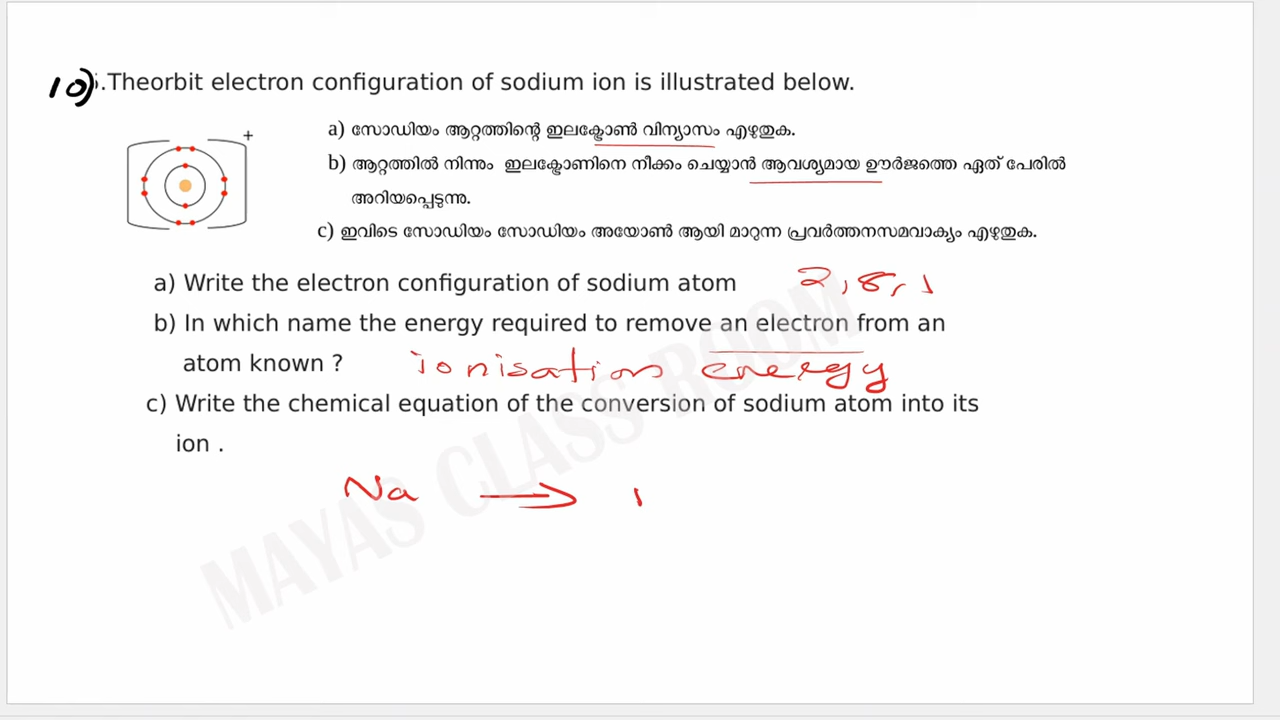 10) .Theorbit electron configuration of sodium ion is illustrated below.
+
a) സോഡിയം ആറ്റത്തിന്റെ ഇലക്ട്രോൺ വിന്യാസം എഴുതുക.
b) ആറ്റത്തിൽ നിന്നും ഇലക്ട്രോണിനെ നീക്കം ചെയ്യാൻ ആവശ്യമായ ഊർജത്തെ ഏത് പേരിൽ
അറിയപ്പെടുന്നു.
c) ഇവിടെ സോഡിയം സോഡിയം അയോൺ ആയി മാറുന്ന പ്രവർത്തനസമവാക്യം എഴുതുക.
a) Write the electron configuration of sodium atom 2, 8, 1
b) In which name the energy required to remove an electron from an
atom known ? ionisation energy
c) Write the chemical equation of the conversion of sodium atom into its
ion .
Na →
MAYAS CLASS ROOM